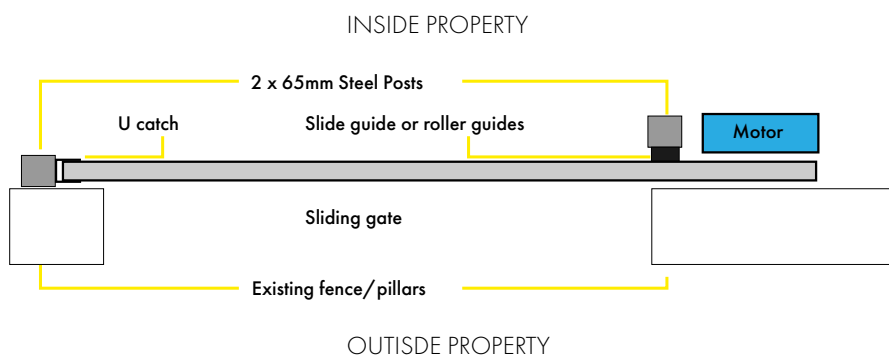 INSIDE PROPERTY
2 x 65mm Steel Posts
U catch
Slide guide or roller guides
Motor
Sliding gate
Existing fence/pillars
OUTISDE PROPERTY